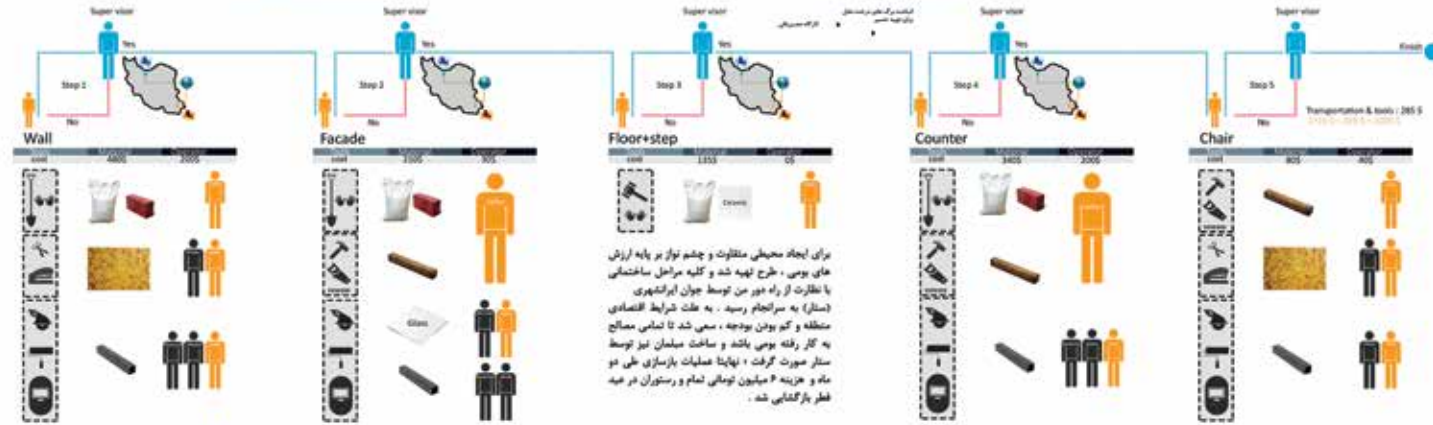 Super visor
Super visor
Super visor
Super visor
Super visor
Yes
Yes
Yes
Yes
Finish
Step 1
Step 2
Step 3
Step 4
Step 5
No
No
No
No
No
Transportation & tools : 285 $
Wall
Facade
Floor+step
Counter
Chair
cost 480$ 200$
cost 250$ 90$
cost 135$ 0$
cost 340$ 200$
cost 80$ 40$
Ceramic
Glass
برای ایجاد محیطی متفاوت و چشم نواز بر پایه ارزش
های بومی ، طرح تهیه شد و کلیه مراحل ساختمانی
با نظارت از راه دور من توسط جوان ایرانشهری
(ستار) به سرانجام رسید . به علت شرایط اقتصادی
منطقه و کم بودن بودجه ، سعی شد تا تمامی مصالح
به کار رفته بومی باشد و ساخت مبلمان نیز توسط
ستار صورت گرفت ، نهایتا عملیات بازسازی طی دو
ماه و هزینه ۶ میلیون تومانی تمام و رستوران در عید
فطر بازگشایی شد .